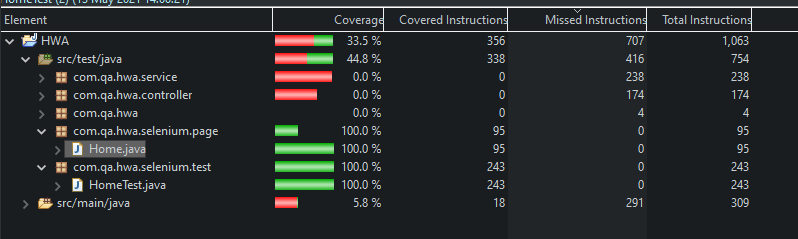 HomeTest (2) (13 May 2021 14:00:21)
Element Coverage Covered Instructions Missed Instructions Total Instructions
HWA 33.5 % 356 707 1,063
src/test/java 44.8 % 338 416 754
com.qa.hwa.service 0.0 % 0 238 238
com.qa.hwa.controller 0.0 % 0 174 174
com.qa.hwa 0.0 % 0 4 4
com.qa.hwa.selenium.page 100.0 % 95 0 95
Home.java 100.0 % 95 0 95
com.qa.hwa.selenium.test 100.0 % 243 0 243
HomeTest.java 100.0 % 243 0 243
src/main/java 5.8 % 18 291 309